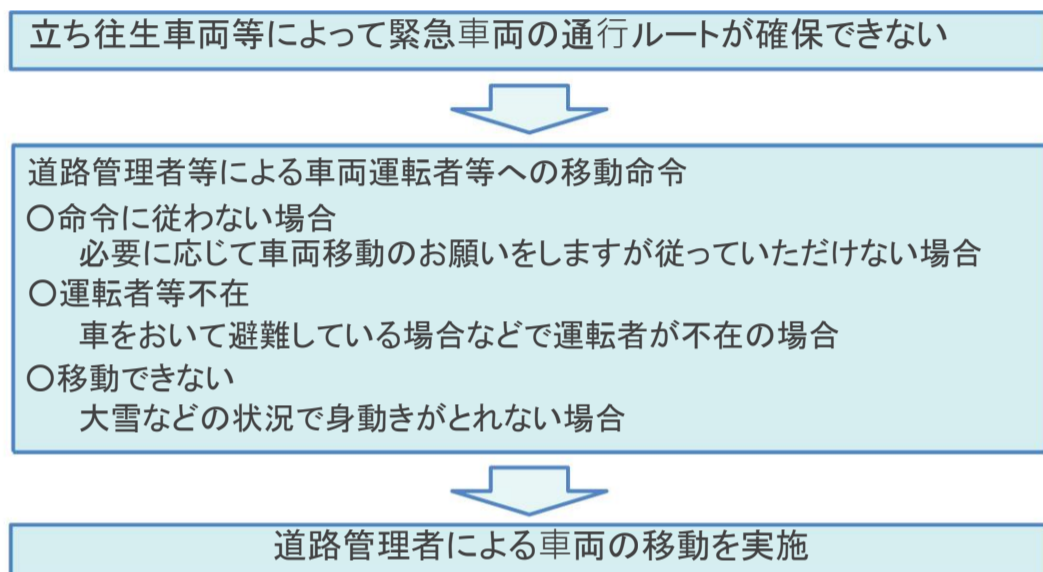 立ち往生車両等によって緊急車両の通行ルートが確保できない
道路管理者等による車両運転者等への移動命令
○命令に従わない場合
必要に応じて車両移動のお願いをしますが従っていただけない場合
○運転者等不在
車をおいて避難している場合などで運転者が不在の場合
○移動できない
大雪などの状況で身動きがとれない場合
道路管理者による車両の移動を実施